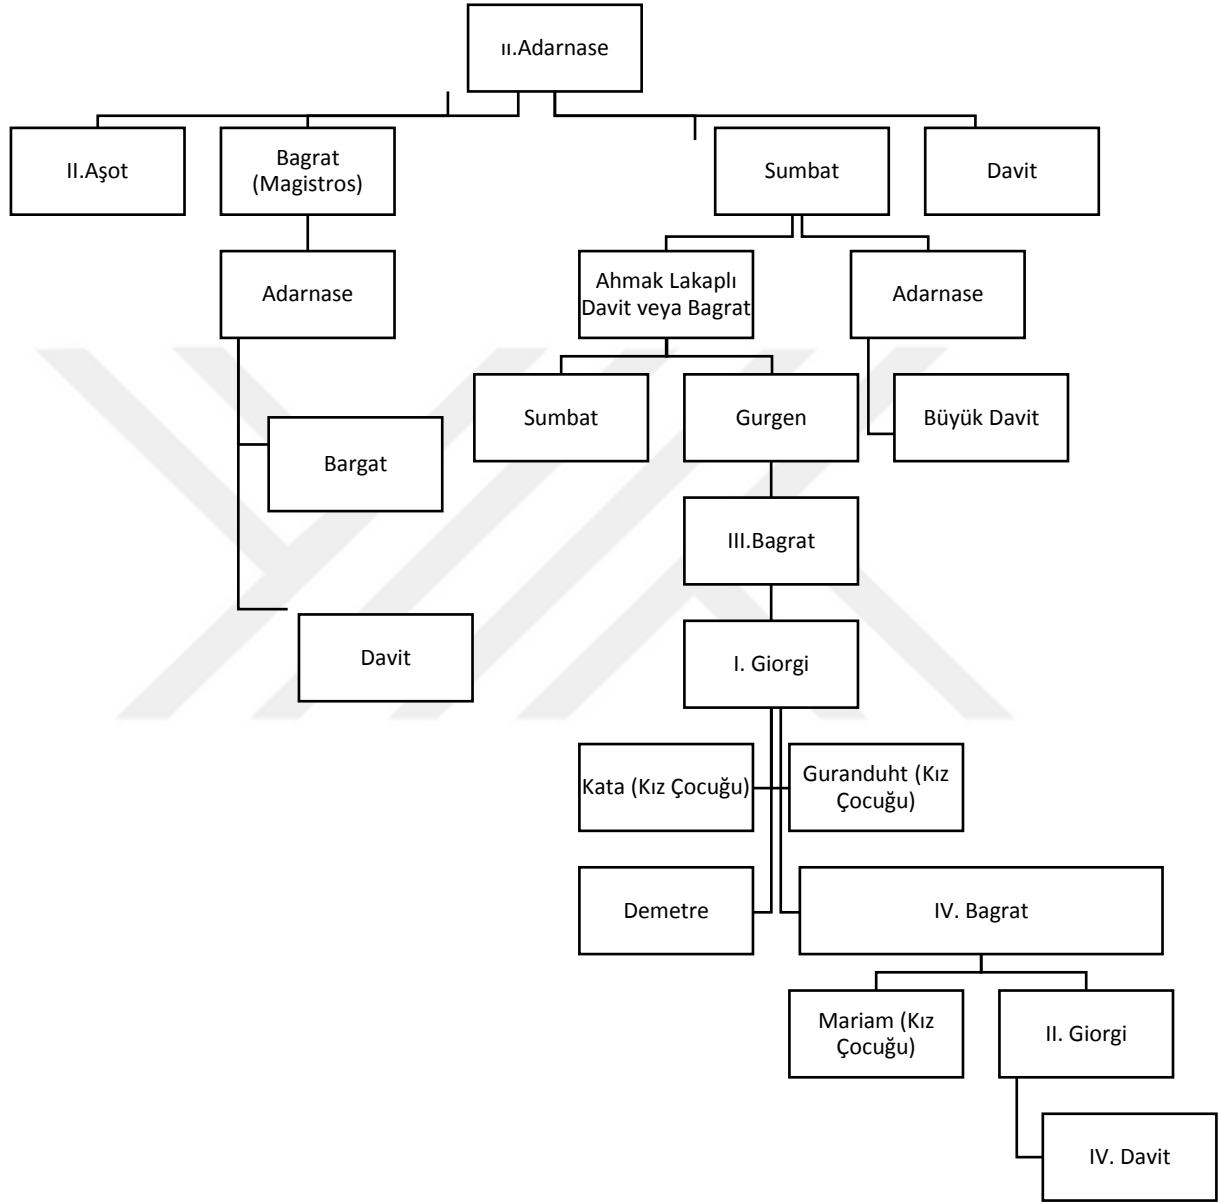 ıı.Adarnase
II.Aşot
Bagrat
(Magistros)
Sumbat
Davit
Adarnase
Ahmak Lakaplı
Davit veya Bagrat
Adarnase
Sumbat
Gurgen
Büyük Davit
Bargat
III.Bagrat
Davit
I. Giorgi
Kata (Kız Çocuğu)
Guranduht (Kız
Çocuğu)
Demetre
IV. Bagrat
Mariam (Kız
Çocuğu)
II. Giorgi
IV. Davit